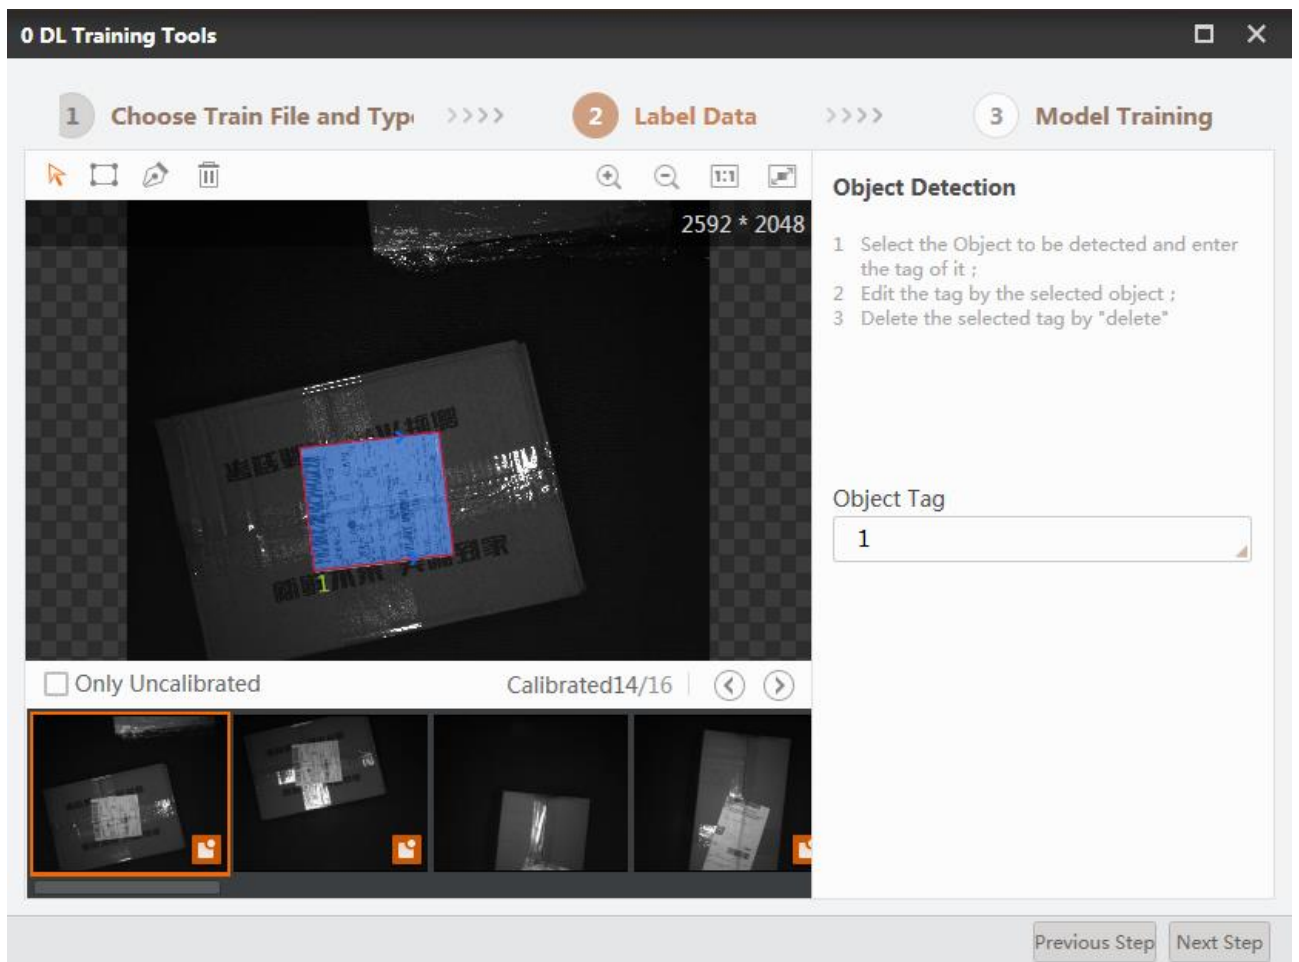 0 DL Training Tools
1 Choose Train File and Typ >>>> 2 Label Data >>>> 3 Model Training
1:1
2592 * 2048
Object Detection
1 Select the Object to be detected and enter
the tag of it ;
2 Edit the tag by the selected object ;
3 Delete the selected tag by "delete"
Object Tag
1
1
Only Uncalibrated
Calibrated14/16
Previous Step
Next Step